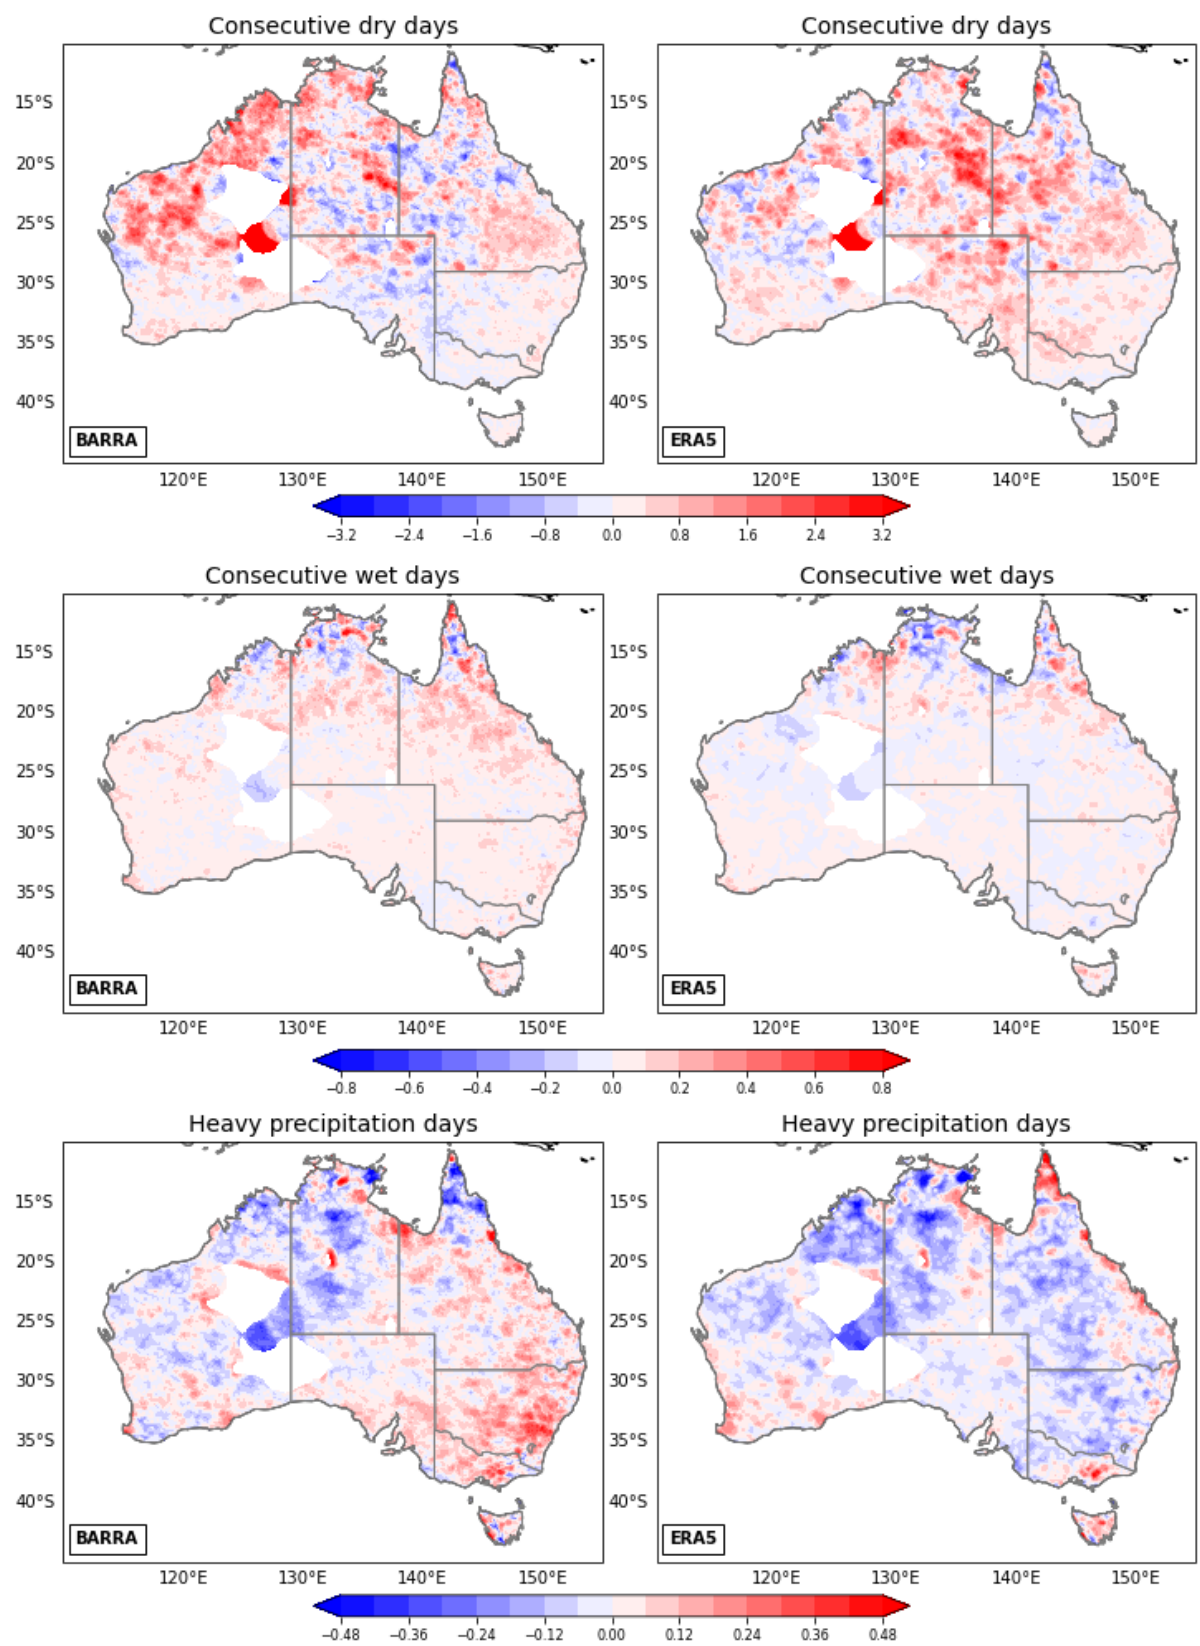 Consecutive dry days Consecutive dry days
15°S 15°S
20°S 20°S
25°S 25°S
30°S 30°S
35°S 35°S
40°S 40°S
BARRA ERA5
120°E 130°E 140°E 150°E 120°E 130°E 140°E 150°E
−3.2 −2.4 −1.6 −0.8 0.0 0.8 1.6 2.4 3.2
Consecutive wet days Consecutive wet days
15°S 15°S
20°S 20°S
25°S 25°S
30°S 30°S
35°S 35°S
40°S 40°S
BARRA ERA5
120°E 130°E 140°E 150°E 120°E 130°E 140°E 150°E
−0.8 −0.6 −0.4 −0.2 0.0 0.2 0.4 0.6 0.8
Heavy precipitation days Heavy precipitation days
15°S 15°S
20°S 20°S
25°S 25°S
30°S 30°S
35°S 35°S
40°S 40°S
BARRA ERA5
120°E 130°E 140°E 150°E 120°E 130°E 140°E 150°E
−0.48 −0.36 −0.24 −0.12 0.00 0.12 0.24 0.36 0.48